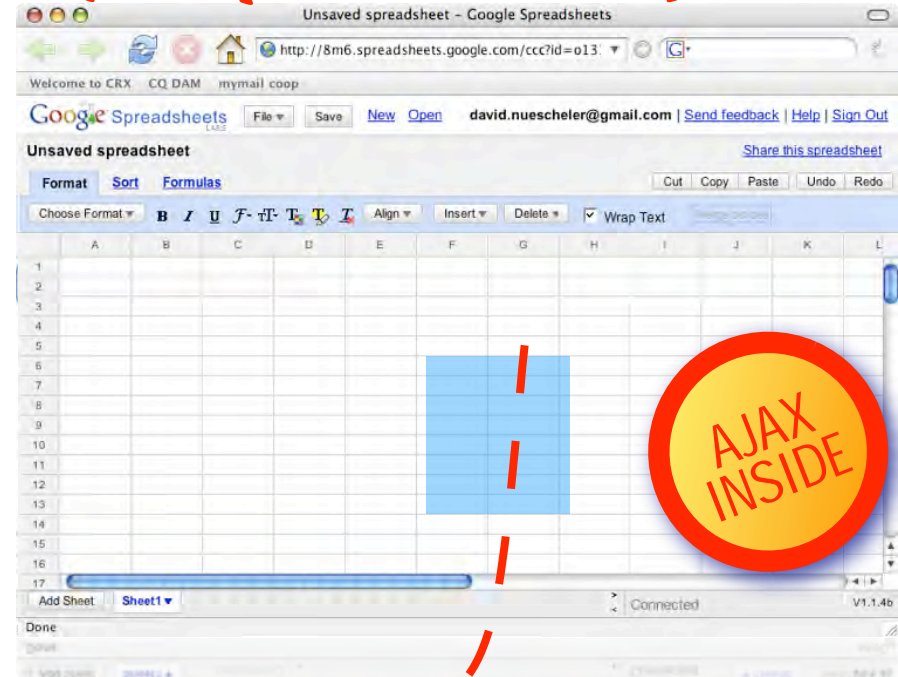 Unsaved spreadsheet – Google Spreadsheets
http://8m6.spreadsheets.google.com/ccc?id=o13 G
Welcome to CRX CQ DAM mymail coop
Google Spreadsheets LABS File Save New Open david.nuescheler@gmail.com | Send feedback | Help | Sign Out
Unsaved spreadsheet Share this spreadsheet
Format Sort Formulas Cut Copy Paste Undo Redo
Choose Format B I U F TT T T T Align Insert Delete Wrap Text
A B C D E F G H I J K L
1
2
3
4
5
6
7
8
9
10
11
12
13
14
15
16
17
AJAX
INSIDE
Add Sheet Sheet1 Connected V1.1.4b
Done